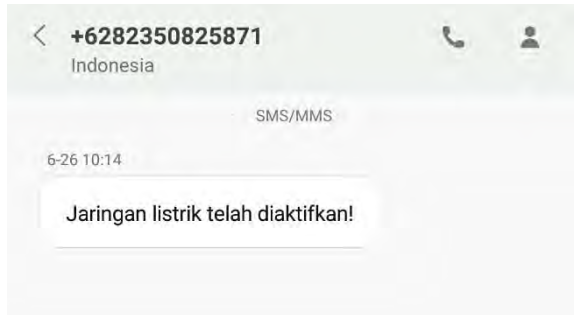 +6282350825871
Indonesia
SMS/MMS
6-26 10:14
Jaringan listrik telah diaktifkan!